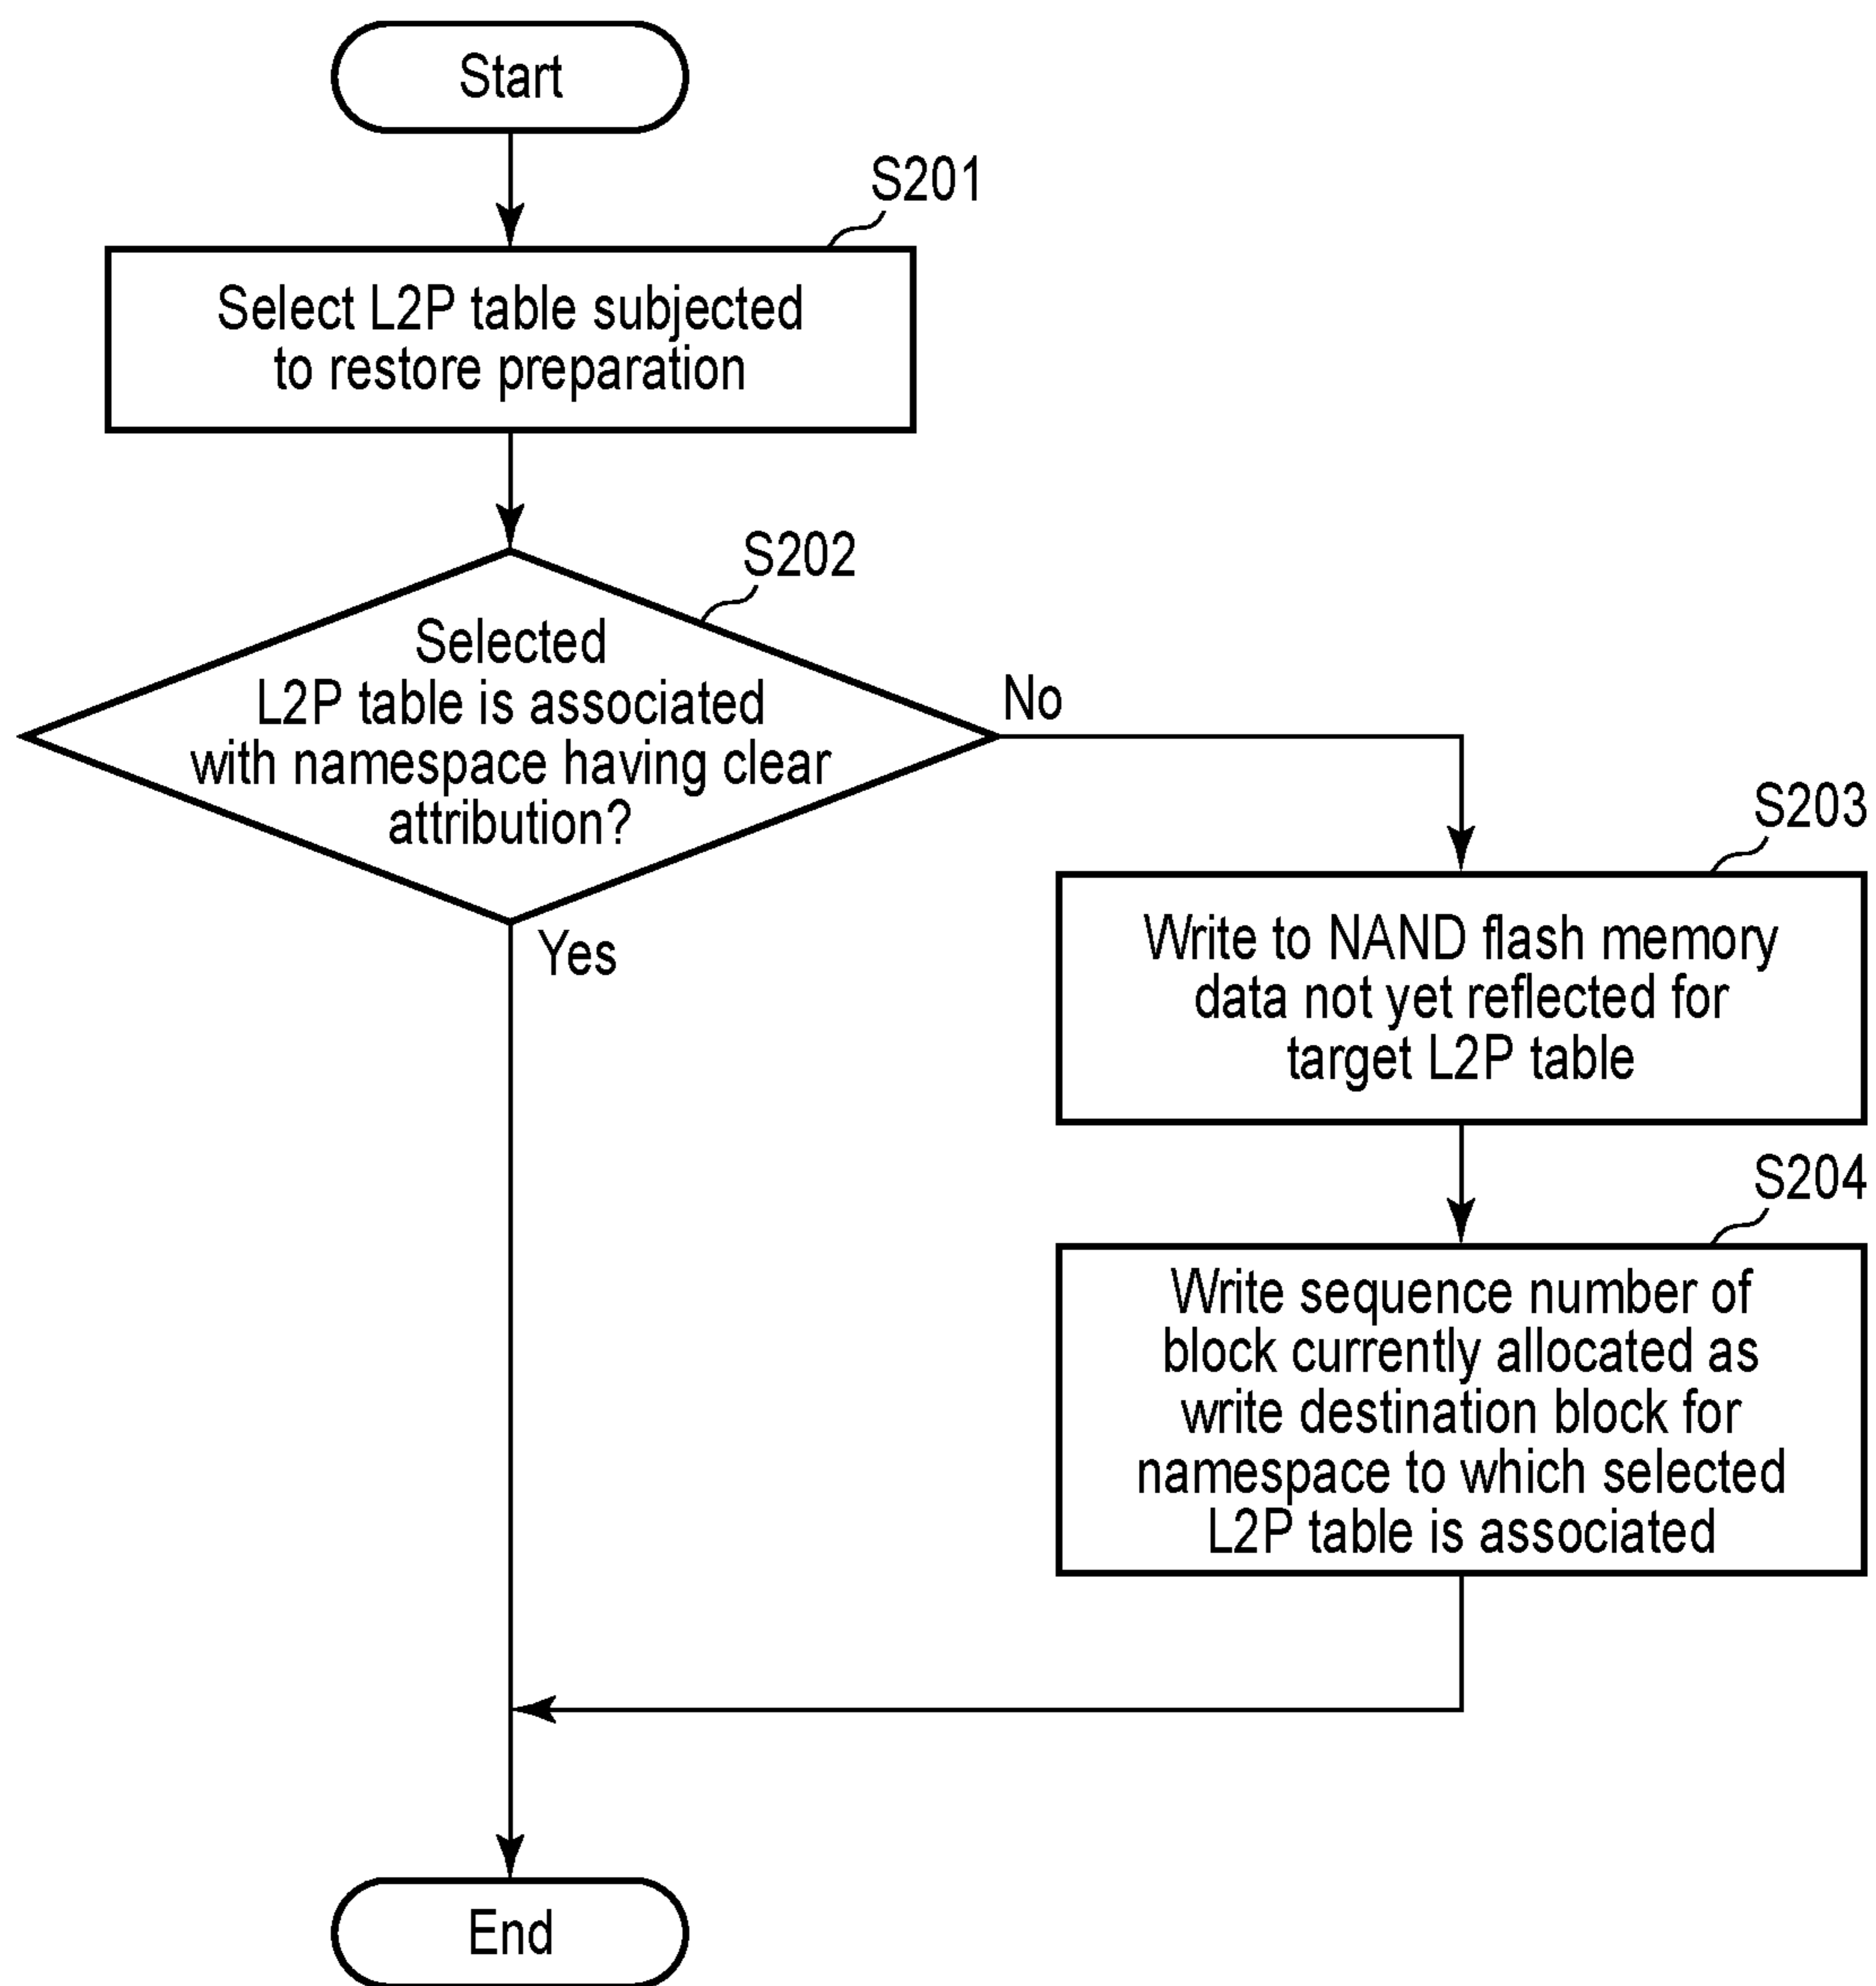 Start
S201
Select L2P table subjected
to restore preparation
S202
Selected
L2P table is associated
with namespace having clear
attribution?
No
Yes
S203
Write to NAND flash memory
data not yet reflected for
target L2P table
S204
Write sequence number of
block currently allocated as
write destination block for
namespace to which selected
L2P table is associated
End